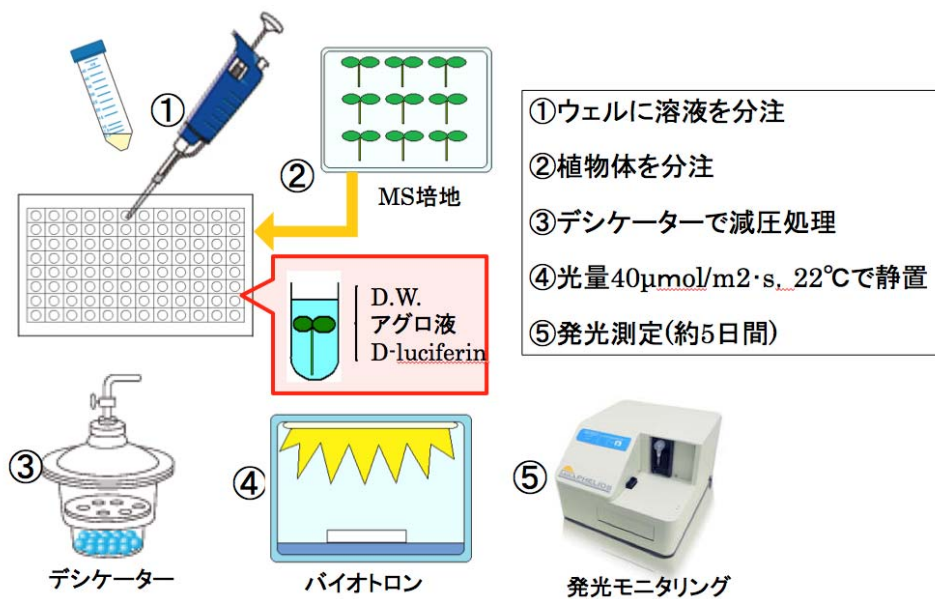 ①
②
MS培地
D.W.
アグロ液
D-luciferin
①ウェルに溶液を分注
②植物体を分注
③デシケーターで減圧処理
④光量40μmol/m2・s, 22℃で静置
⑤発光測定(約5日間)
③
デシケーター
④
バイオトロン
⑤
発光モニタリング